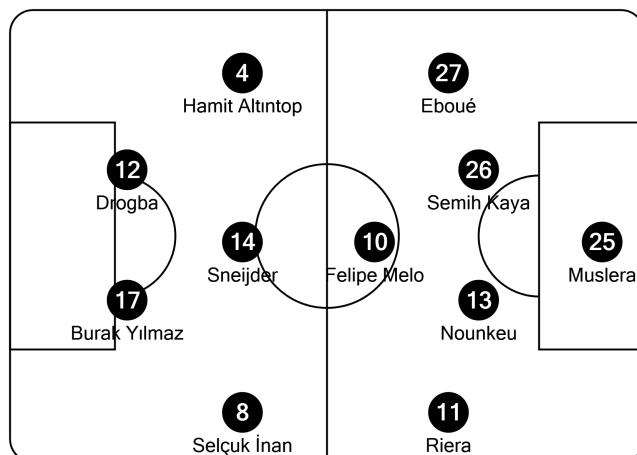 4
Hamit Altıntop
27
Eboué
12
Drogba
26
Semih Kaya
14
Sneijder
10
Felipe Melo
25
Muslera
17
Burak Yılmaz
13
Nounkeu
8
Selçuk İnan
11
Riera